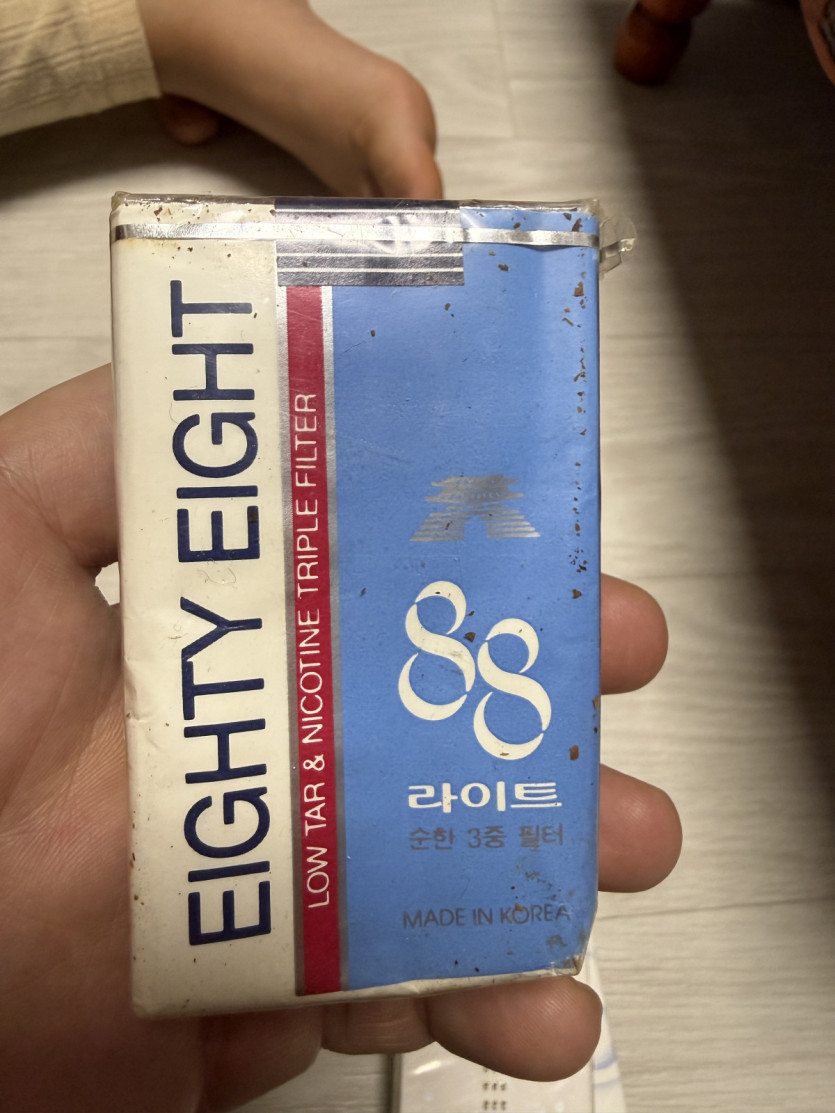 EIGHTY EIGHT
LOW TAR & NICOTINE TRIPLE FILTER
88
라이트
순한 3중 필터
MADE IN KOREA